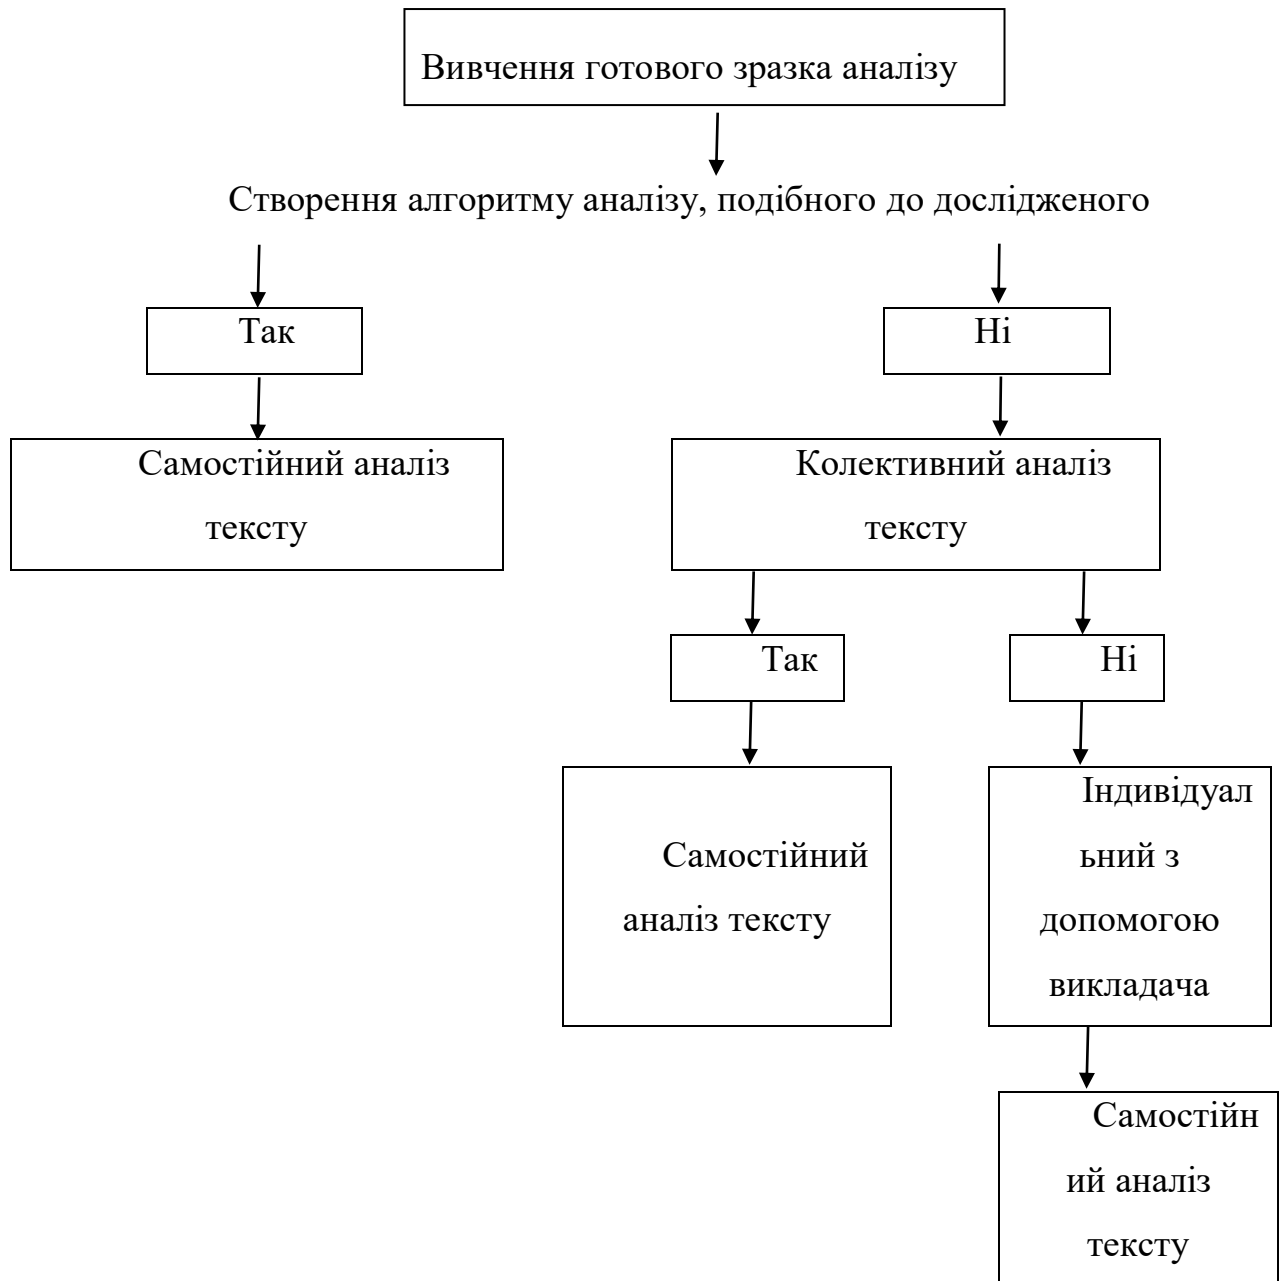 Вивчення готового зразка аналізу
Створення алгоритму аналізу, подібного до дослідженого
Так
Ні
Самостійний аналіз
тексту
Колективний аналіз
тексту
Так
Ні
Самостійний
аналіз тексту
Індивідуал
ьний з
допомогою
викладача
Самостійн
ий аналіз
тексту